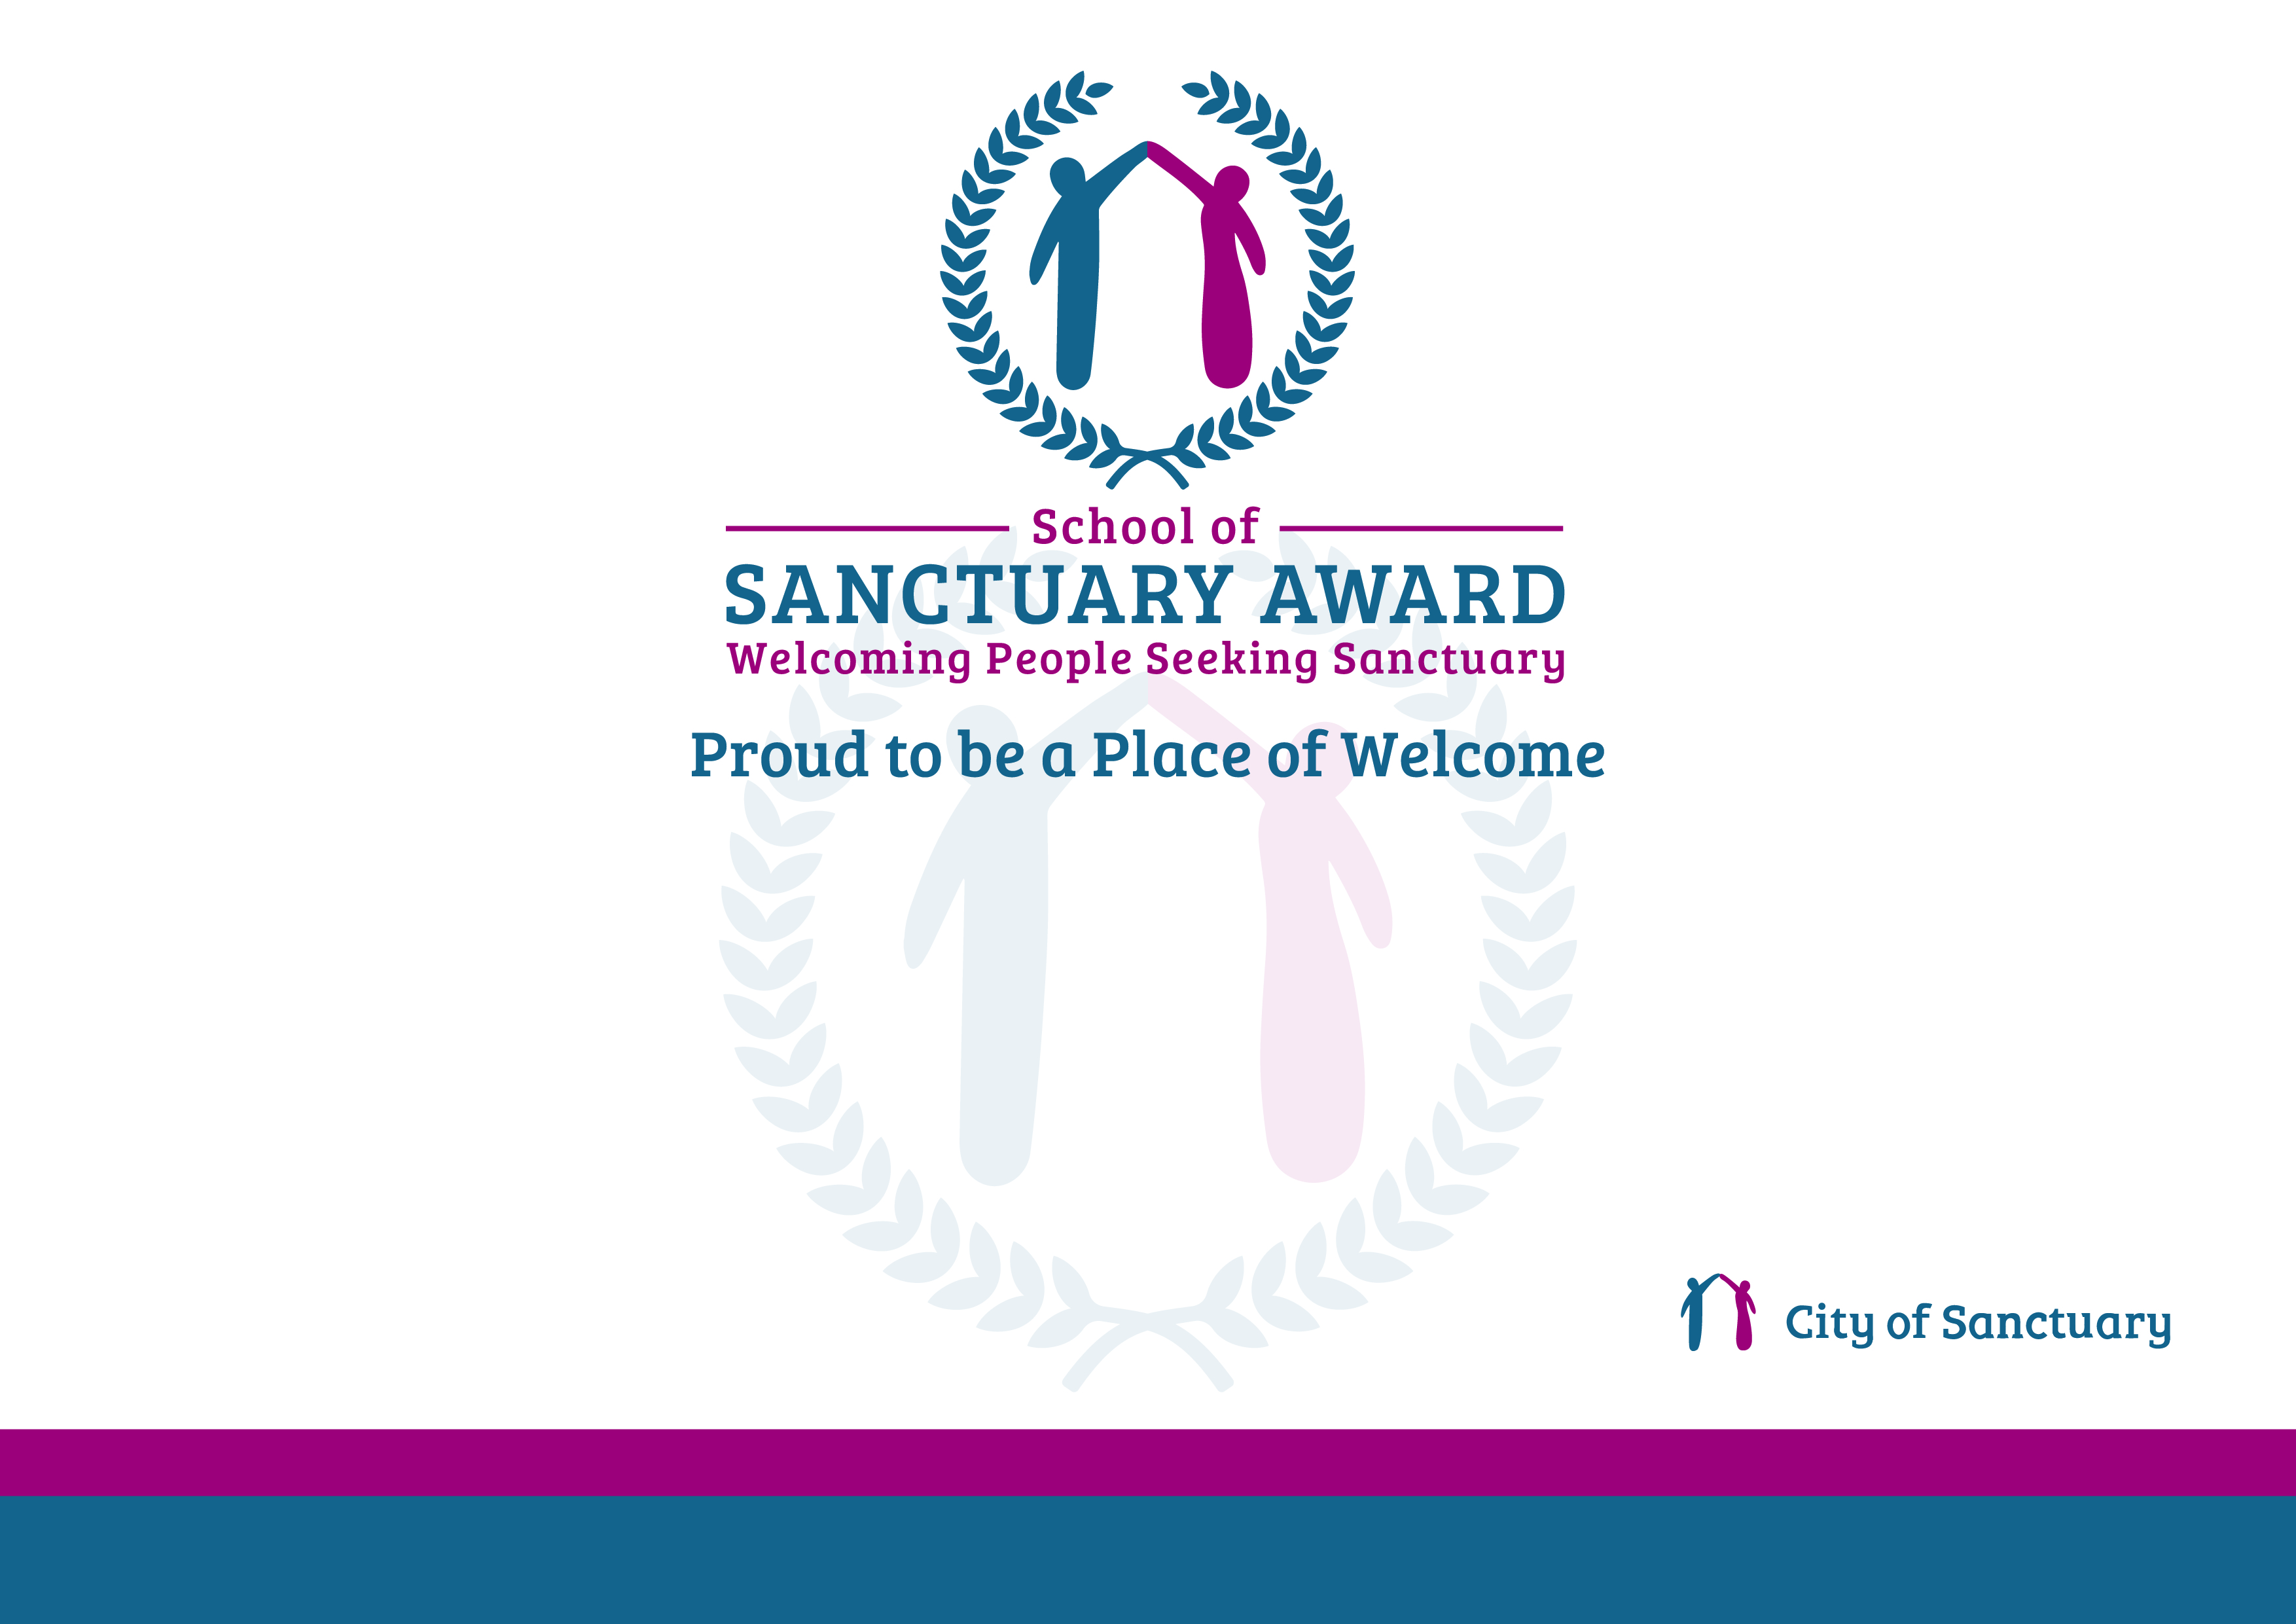 School of
SANCTUARY AWARD
Welcoming People Seeking Sanctuary
Proud to be a Place of Welcome
City of Sanctuary